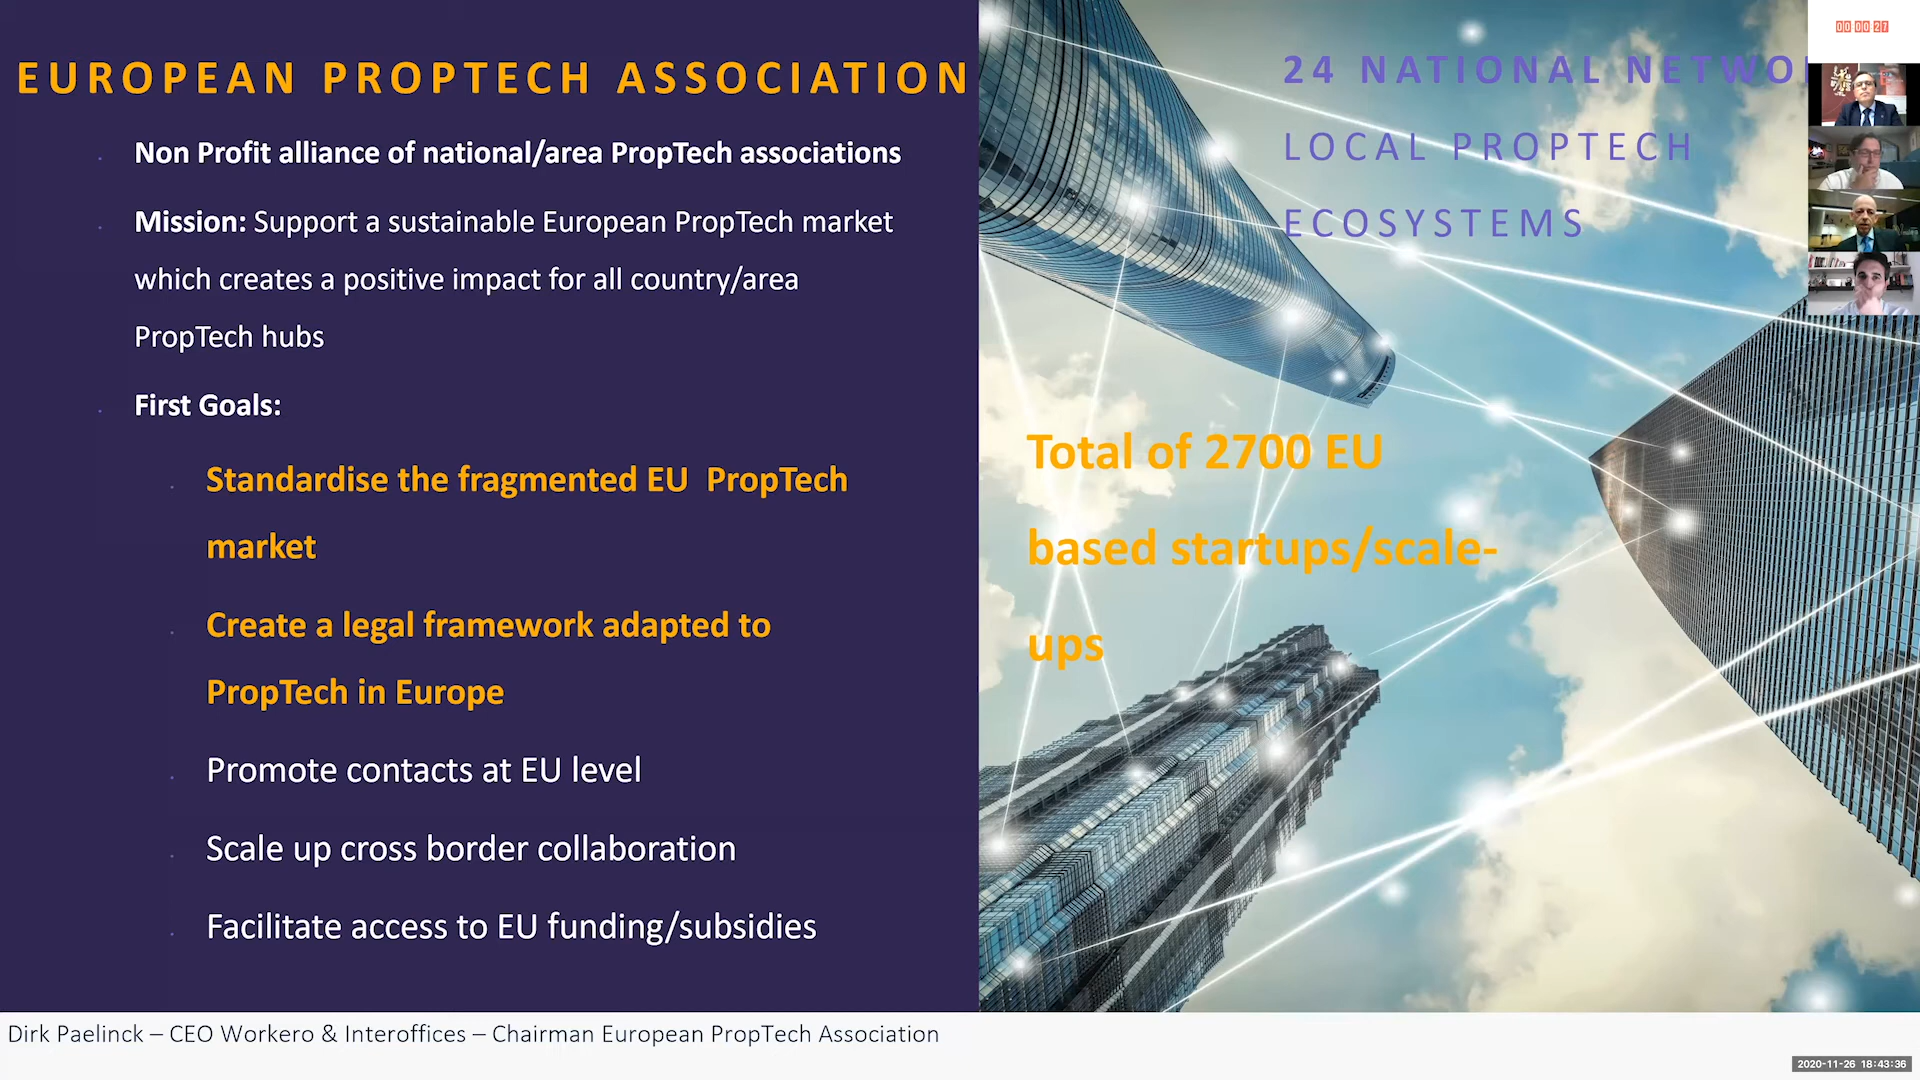 EUROPEAN PROPTECH ASSOCIATION
Non Profit alliance of national/area PropTech associations
Mission: Support a sustainable European PropTech market
which creates a positive impact for all country/area
PropTech hubs
First Goals:
Standardise the fragmented EU PropTech
market
Create a legal framework adapted to
PropTech in Europe
Promote contacts at EU level
Scale up cross border collaboration
Facilitate access to EU funding/subsidies
24 NATIONAL NETWO
LOCAL PROPTECH
ECOSYSTEMS
Total of 2700 EU
based startups/scale-
ups
00 00 27
Dirk Paelinck – CEO Workero & Interoffices – Chairman European PropTech Association
2020-11-26 18:43:36